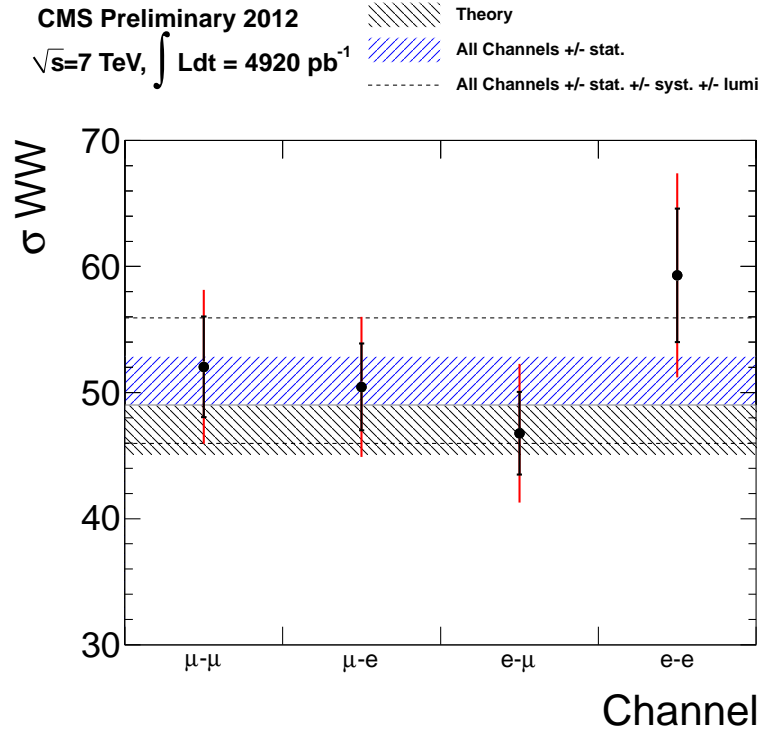 CMS Preliminary 2012
√s=7 TeV, ∫ Ldt = 4920 pb⁻¹
Theory
All Channels +/- stat.
All Channels +/- stat. +/- syst. +/- lumi
σ WW
70
60
50
40
30
μ-μ μ-e e-μ e-e
Channel